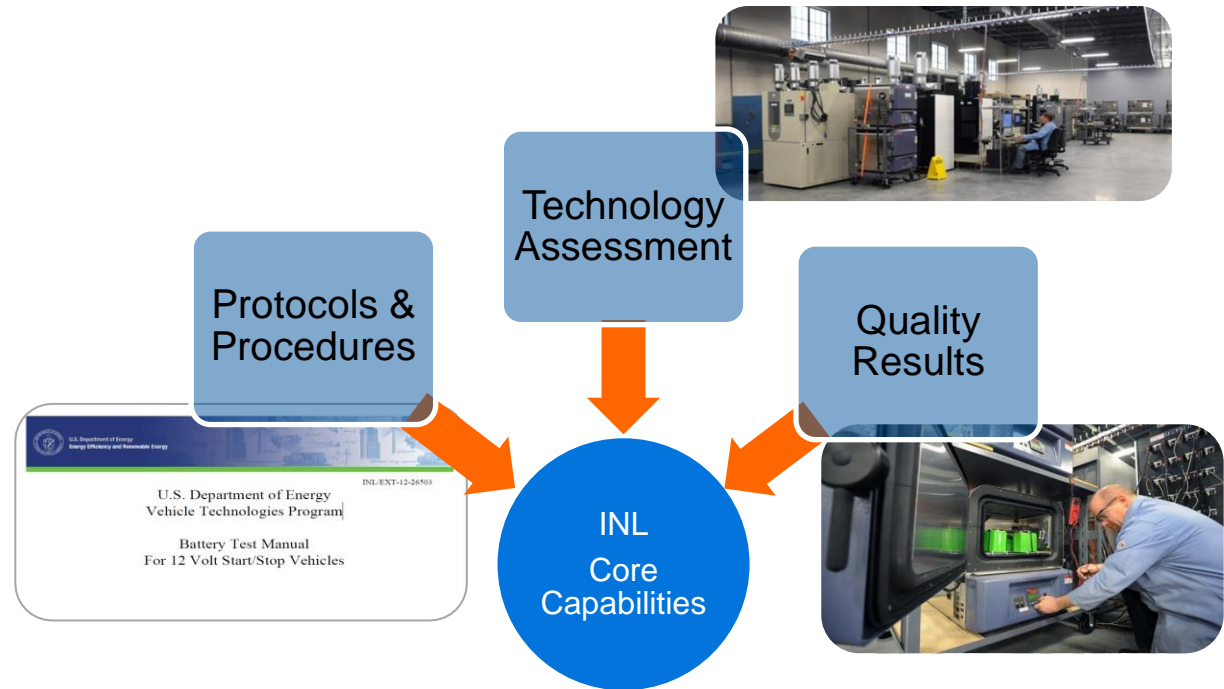 Technology
Assessment
Protocols &
Procedures
Quality
Results
U.S. Department of Energy
Energy Efficiency and Renewable Energy
INL/EXT-12-26503
U.S. Department of Energy
Vehicle Technologies Program
Battery Test Manual
For 12 Volt Start/Stop Vehicles
INL
Core
Capabilities